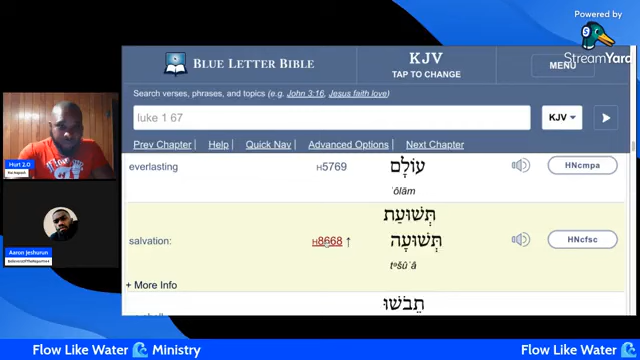 Powered by
StreamYard
BLUE LETTER BIBLE
KJV
TAP TO CHANGE
MENU
Search verses, phrases, and topics (e.g. John 3:16, Jesus faith love)
luke 1 67
KJV
Prev Chapter
Help
Quick Nav
Advanced Options
Next Chapter
everlasting
H5769
עוֹלָם
ʿôlām
HNcmpa
salvation:
H8668
תְּשׁוּעַת
תְּשׁוּעָה
tᵊšûʿâ
HNcfsc
+ More Info
תֵבֹשׁוּ
Hurt 2.0
Aaron Jeshurun
Flow Like Water🌊 Ministry
Flow Like Water🌊